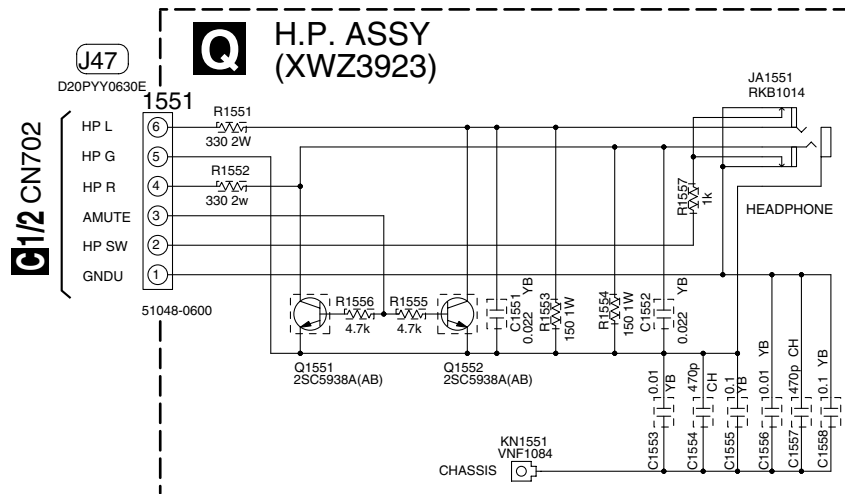 Q
H.P. ASSY
(XWZ3923)
J47
D20PYY0630E
1551
JA1551
RKB1014
C 1/2 CN702
HP L
6
R1551
330 2W
HP G
5
HP R
4
R1552
330 2w
AMUTE
3
HP SW
2
GNDU
1
51048-0600
R1557
1k
HEADPHONE
R1556
4.7k
R1555
4.7k
C1551
0.022
YB
R1553
150 1W
R1554
150 1W
C1552
0.022
YB
Q1551
2SC5938A(AB)
Q1552
2SC5938A(AB)
C1553
0.01
YB
C1554
470p
CH
C1555
0.1
YB
C1556
0.01 YB
C1557
470p CH
C1558
0.1 YB
KN1551
VNF1084
CHASSIS